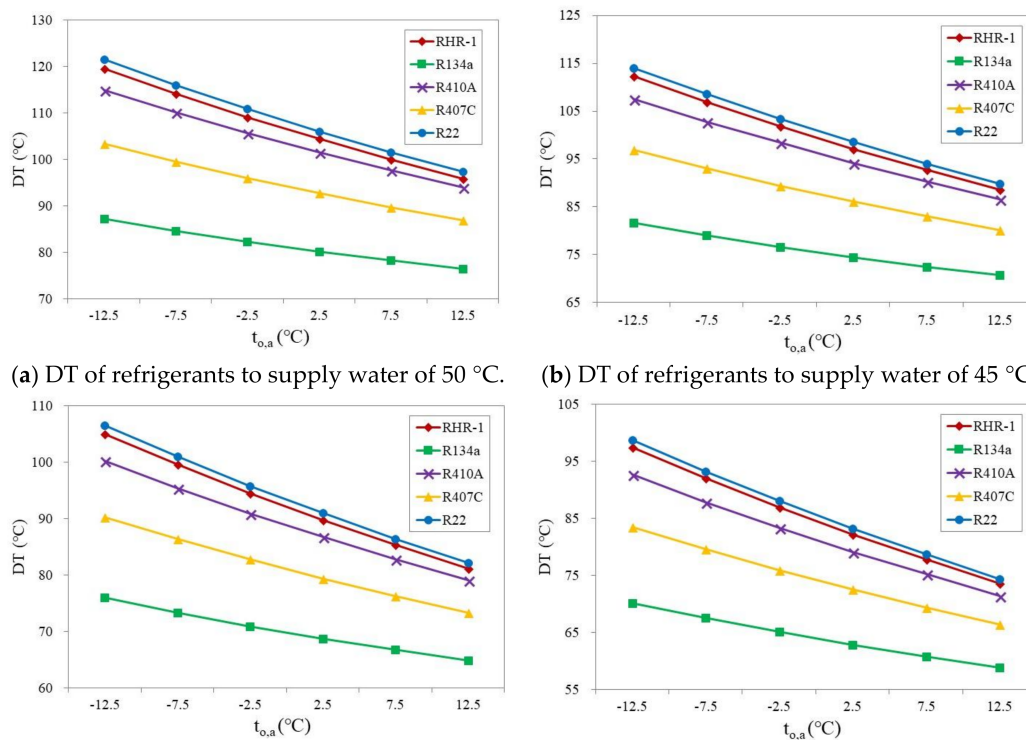 130
120
110
100
90
80
70
DT (℃)
RHR-1
R134a
R410A
R407C
R22
-12.5 -7.5 -2.5 2.5 7.5 12.5
to,a (℃)
125
115
105
95
85
75
65
DT (℃)
RHR-1
R134a
R410A
R407C
R22
-12.5 -7.5 -2.5 2.5 7.5 12.5
to,a (℃)
(a) DT of refrigerants to supply water of 50 °C. (b) DT of refrigerants to supply water of 45 °C
110
100
90
80
70
60
DT (℃)
RHR-1
R134a
R410A
R407C
R22
-12.5 -7.5 -2.5 2.5 7.5 12.5
to,a (℃)
105
95
85
75
65
55
DT (℃)
RHR-1
R134a
R410A
R407C
R22
-12.5 -7.5 -2.5 2.5 7.5 12.5
to,a (℃)